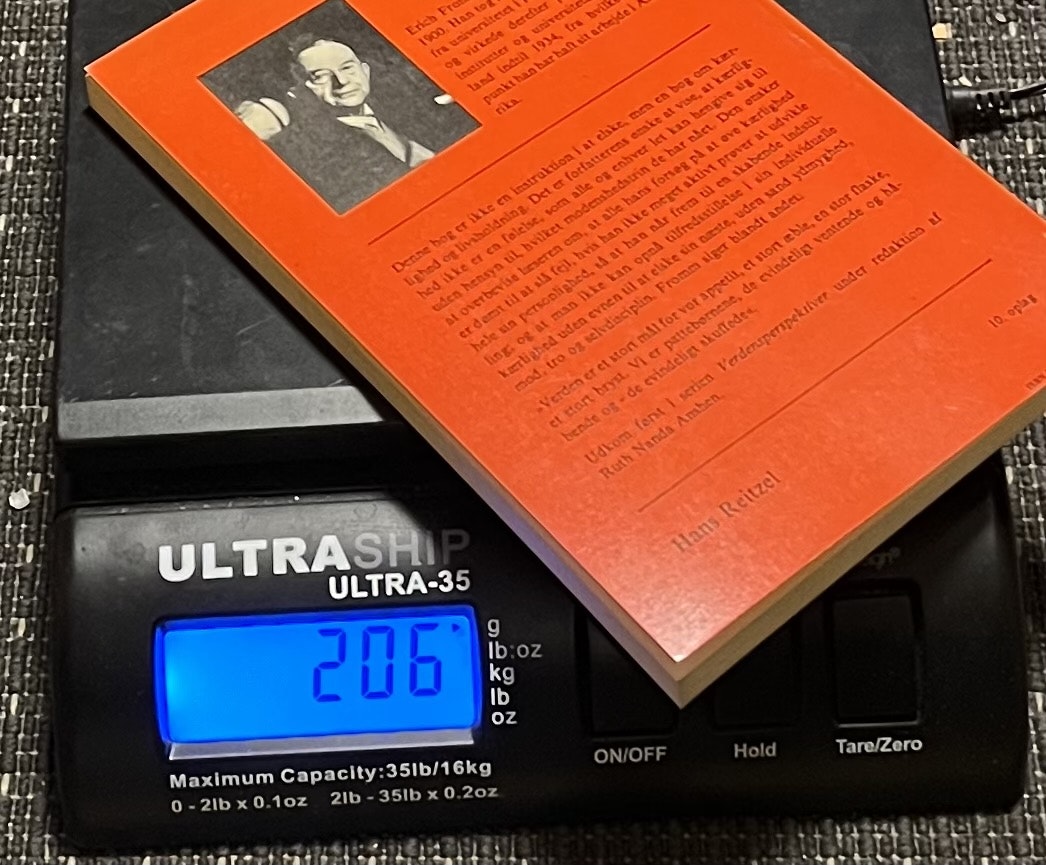 Erich From
1900. Han tog
fra universitetet i
og virkede derefter
institutter og universitete
land indtil 1934, fra hvilke
punkt han har haft sit arbejde i A
rika.
Denne bog er ikke en instruktion i at elske, men en bog om kær-
lighed og livsholdning. Det er forfatterens ønske at vise, at kærlig-
hed ikke er en følelse, som alle og enhver let kan hengive sig til
uden hensyn til, hvilket modenhedstrin de har nået. Den ønsker
at overbevise læseren om, at alle hans forsøg på at øve kærlighed
er dømt til at slå fejl, hvis han ikke meget aktivt prøver at udvikle
hele sin personlighed, så at han når frem til en skabende indstil-
ling, og at man ikke kan opnå tilfredsstillelse i sin individuelle
kærlighed uden evnen til at elske sin næste, uden sand ydmyghed,
mod, tro og selvdisciplin. Fromm siger blandt andet:
»Verden er et stort mål for vor appetit, et stort æble, en stor flaske,
et stort bryst. Vi er pattebørnene, de evindeligt ventende og hå-
bende og - de evindeligt skuffede«.
Udkom først i serien Verdensperspektiver under redaktion af
Ruth Nanda Anshen.
10. oplag
Hans Reitzel
ULTRASHIP
ULTRA-35
206
g
lb:oz
kg
lb
oz
ON/OFF
Hold
Tare/Zero
Maximum Capacity:35lb/16kg
0 - 2lb x 0.1oz 2lb - 35lb x 0.2oz